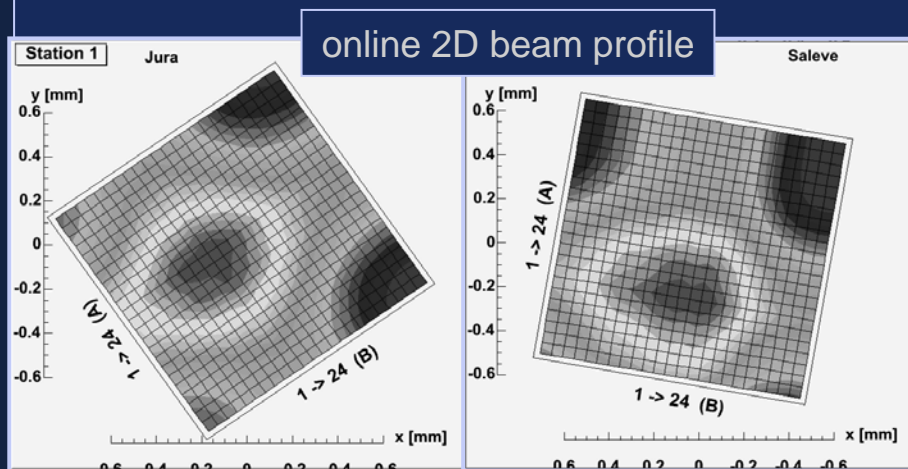 online 2D beam profile
Station 1
Jura
y [mm]
0.6
0.4
0.2
0
-0.2
-0.4
-0.6
1 -> 24 (A)
1 -> 24 (B)
x [mm]
Saleve
y [mm]
0.6
0.4
0.2
0
-0.2
-0.4
-0.6
1 -> 24 (A)
1 -> 24 (B)
x [mm]